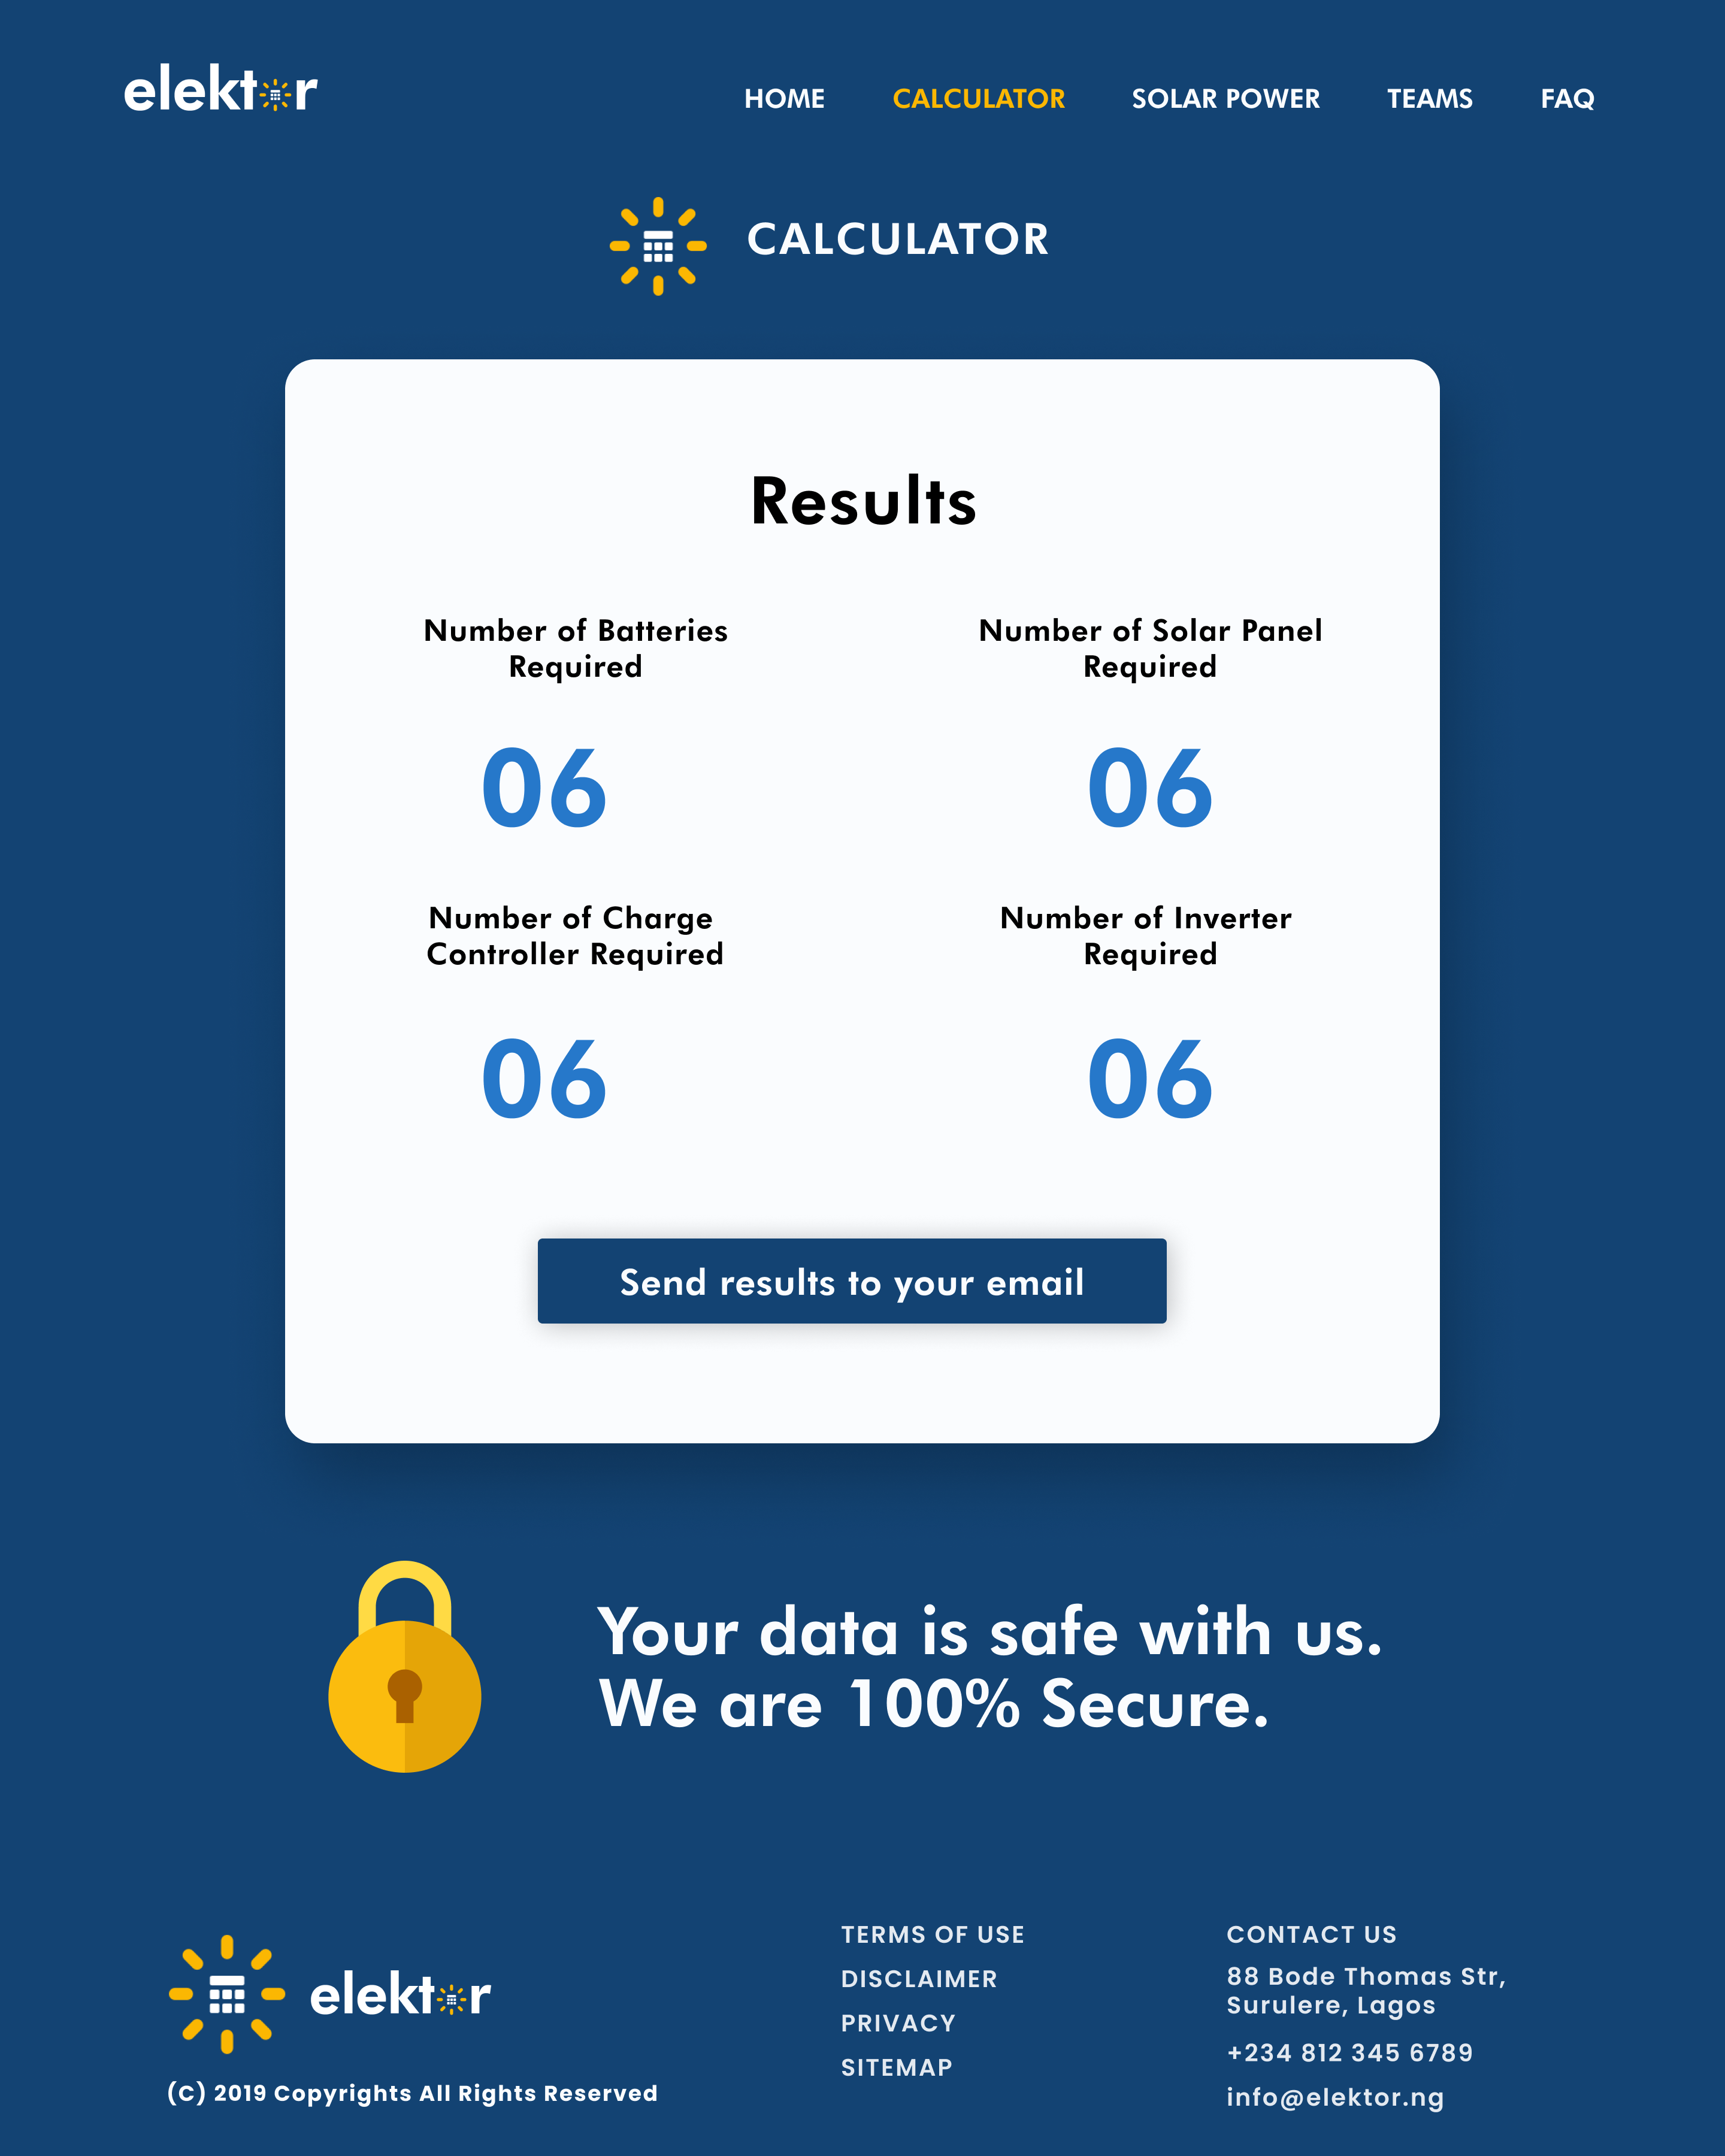 elektor
HOME
CALCULATOR
SOLAR POWER
TEAMS
FAQ
CALCULATOR
Results
Number of Batteries
Required
06
Number of Solar Panel
Required
06
Number of Charge
Controller Required
06
Number of Inverter
Required
06
Send results to your email
Your data is safe with us.
We are 100% Secure.
elektor
(C) 2019 Copyrights All Rights Reserved
TERMS OF USE
DISCLAIMER
PRIVACY
SITEMAP
CONTACT US
88 Bode Thomas Str,
Surulere, Lagos
+234 812 345 6789
info@elektor.ng